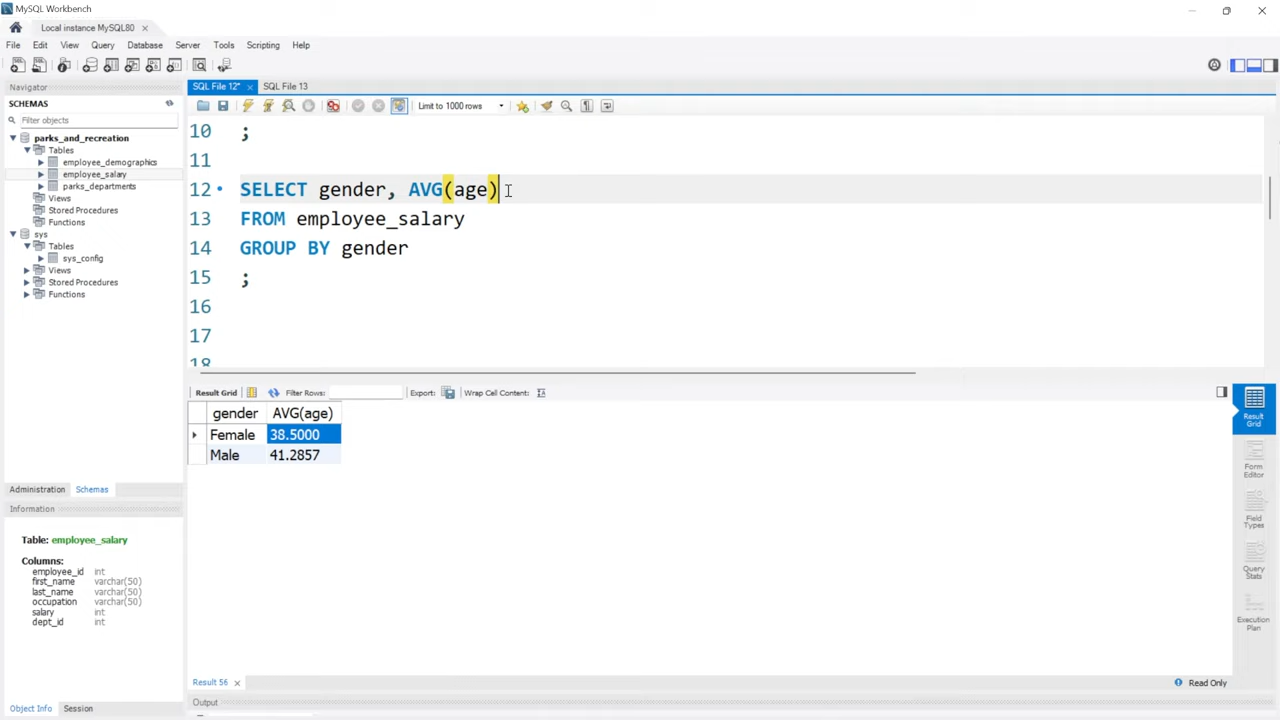 MySQL Workbench
Local instance MySQL80
File Edit View Query Database Server Tools Scripting Help
Navigator
SCHEMAS
Filter objects
parks_and_recreation
Tables
employee_demographics
employee_salary
parks_departments
Views
Stored Procedures
Functions
sys
Tables
sys_config
Views
Stored Procedures
Functions
Administration Schemas
Information
Table: employee_salary
Columns:
employee_id int
first_name varchar(50)
last_name varchar(50)
occupation varchar(50)
salary int
dept_id int
Object Info Session
SQL File 12* SQL File 13
Limit to 1000 rows
10 ;
11
12 SELECT gender, AVG(age)
13 FROM employee_salary
14 GROUP BY gender
15 ;
16
17
18
Result Grid Filter Rows: Export: Wrap Cell Content:
gender AVG(age)
Female 38.5000
Male 41.2857
Result Grid
Form Editor
Field Types
Query Stats
Execution Plan
Result 56 Read Only
Output